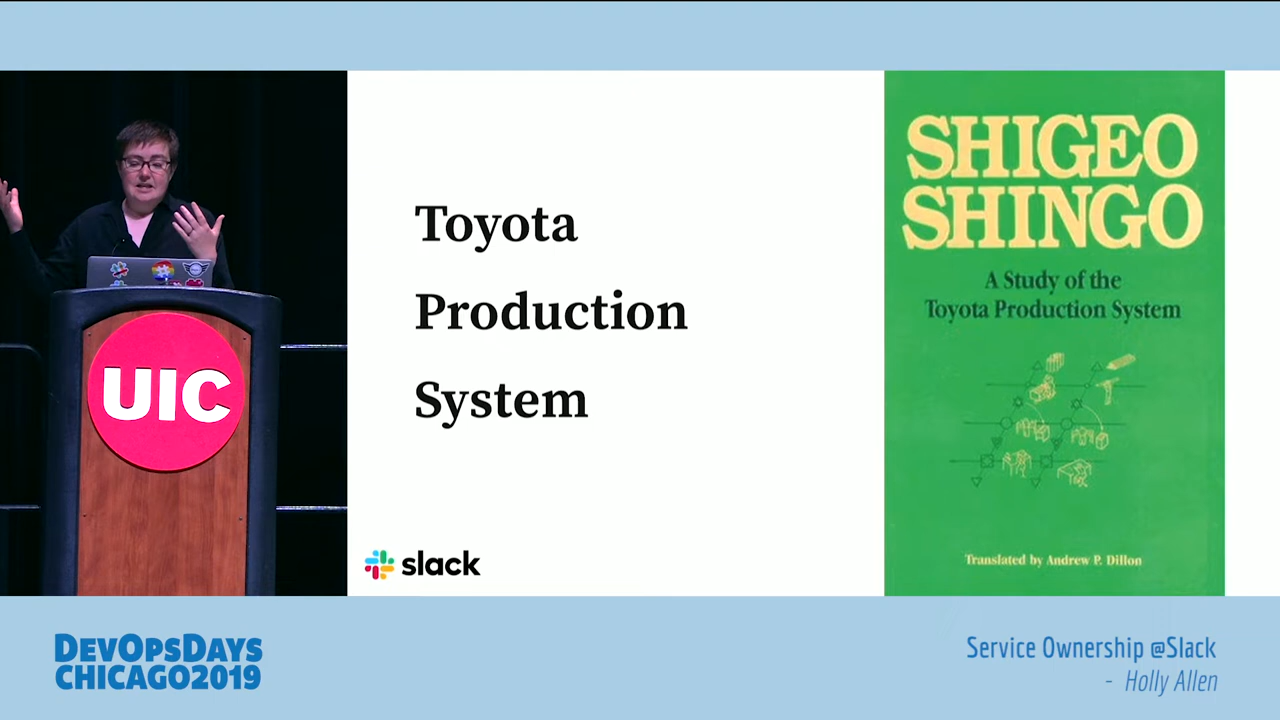 UIC
Toyota
Production
System
slack
SHIGEO
SHINGO
A Study of the
Toyota Production System
Translated by Andrew P. Dillon
DEVOPSDAYS
CHICAGO2019
Service Ownership @Slack
- Holly Allen